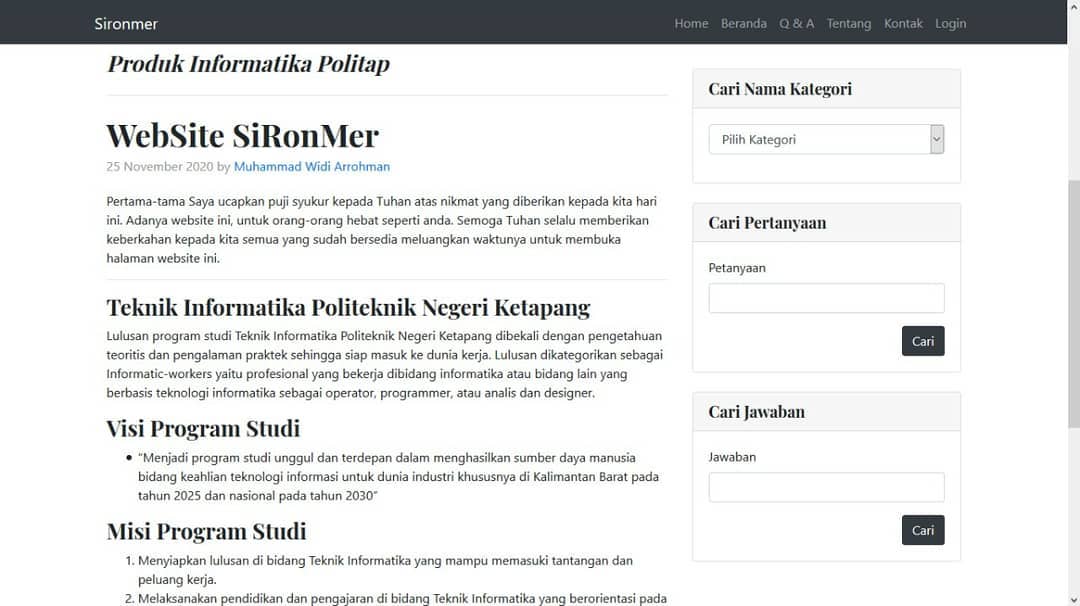 Sironmer
Home Beranda Q & A Tentang Kontak Login
Produk Informatika Politap
WebSite SiRonMer
25 November 2020 by Muhammad Widi Arrohman
Pertama-tama Saya ucapkan puji syukur kepada Tuhan atas nikmat yang diberikan kepada kita hari
ini. Adanya website ini, untuk orang-orang hebat seperti anda. Semoga Tuhan selalu memberikan
keberkahan kepada kita semua yang sudah bersedia meluangkan waktunya untuk membuka
halaman website ini.
Teknik Informatika Politeknik Negeri Ketapang
Lulusan program studi Teknik Informatika Politeknik Negeri Ketapang dibekali dengan pengetahuan
teoritis dan pengalaman praktek sehingga siap masuk ke dunia kerja. Lulusan dikategorikan sebagai
Informatic-workers yaitu profesional yang bekerja dibidang informatika atau bidang lain yang
berbasis teknologi informatika sebagai operator, programmer, atau analis dan designer.
Visi Program Studi
• “Menjadi program studi unggul dan terdepan dalam menghasilkan sumber daya manusia
bidang keahlian teknologi informasi untuk dunia industri khususnya di Kalimantan Barat pada
tahun 2025 dan nasional pada tahun 2030”
Misi Program Studi
1. Menyiapkan lulusan di bidang Teknik Informatika yang mampu memasuki tantangan dan
peluang kerja.
2. Melaksanakan pendidikan dan pengajaran di bidang Teknik Informatika yang berorientasi pada
Cari Nama Kategori
Pilih Kategori
Cari Pertanyaan
Petanyaan
Cari
Cari Jawaban
Jawaban
Cari